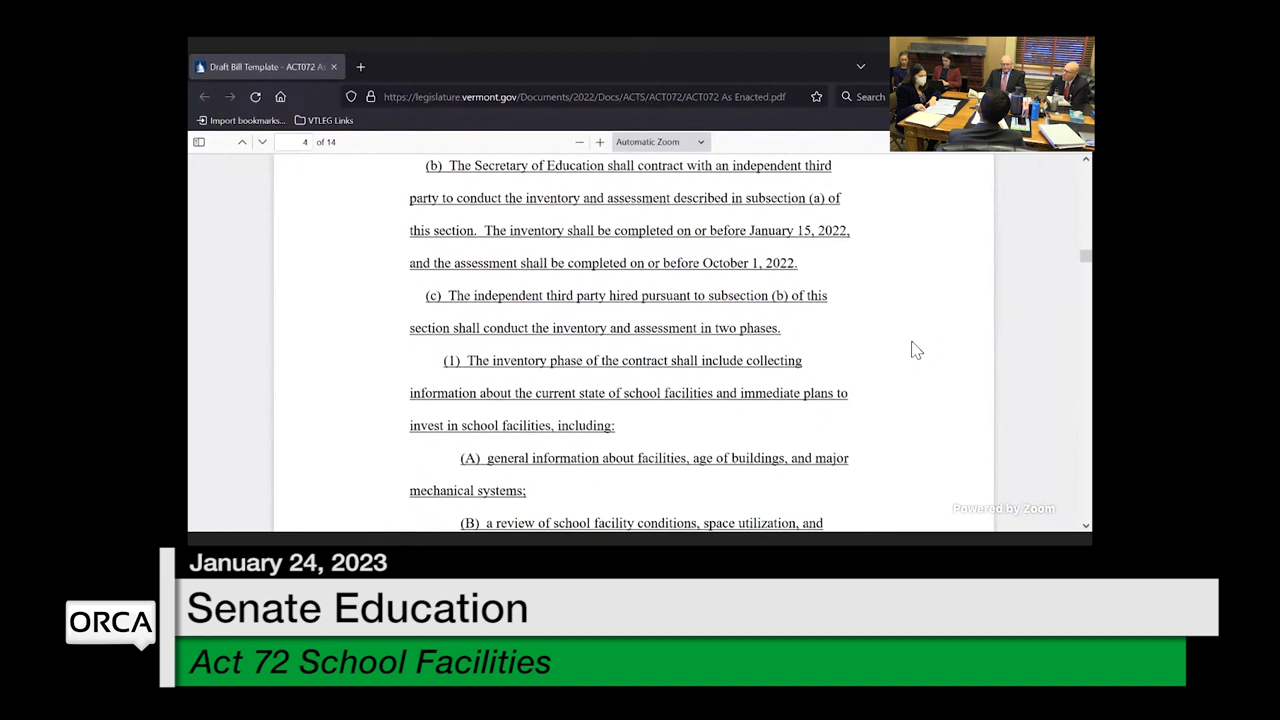 Draft Bill Template - ACT072 As
https://legislature.vermont.gov/Documents/2022/Docs/ACTS/ACT072/ACT072 As Enacted.pdf
Search
Import bookmarks...
VTLEG Links
4 of 14
Automatic Zoom
(b) The Secretary of Education shall contract with an independent third
party to conduct the inventory and assessment described in subsection (a) of
this section. The inventory shall be completed on or before January 15, 2022,
and the assessment shall be completed on or before October 1, 2022.
(c) The independent third party hired pursuant to subsection (b) of this
section shall conduct the inventory and assessment in two phases.
(1) The inventory phase of the contract shall include collecting
information about the current state of school facilities and immediate plans to
invest in school facilities, including:
(A) general information about facilities, age of buildings, and major
mechanical systems;
(B) a review of school facility conditions, space utilization, and
Powered by Zoom
January 24, 2023
Senate Education
ORCA
Act 72 School Facilities